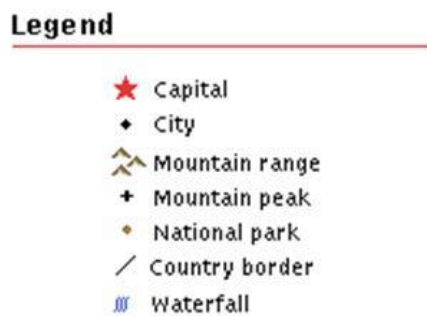 Legend
Capital
City
Mountain range
Mountain peak
National park
Country border
Waterfall